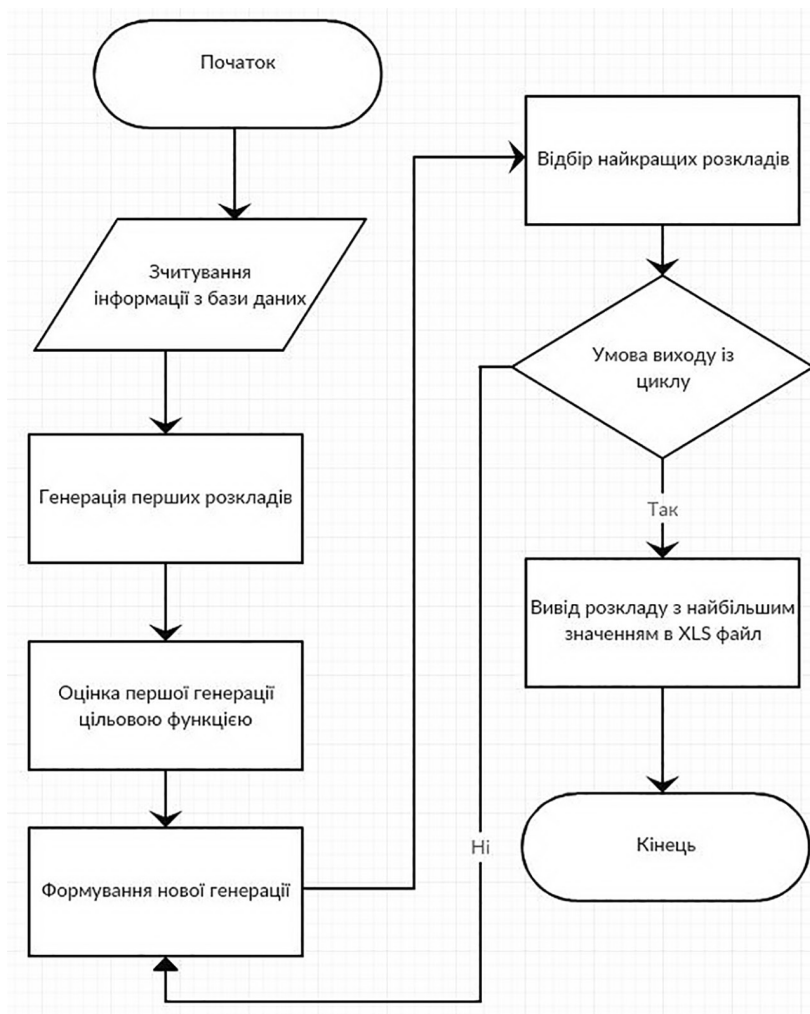 Початок
Зчитування
інформації з бази даних
Генерація перших розкладів
Оцінка першої генерації
цільовою функцією
Формування нової генерації
Відбір найкращих розкладів
Умова виходу із
циклу
Так
Вивід розкладу з найбільшим
значенням в XLS файл
Ні
Кінець